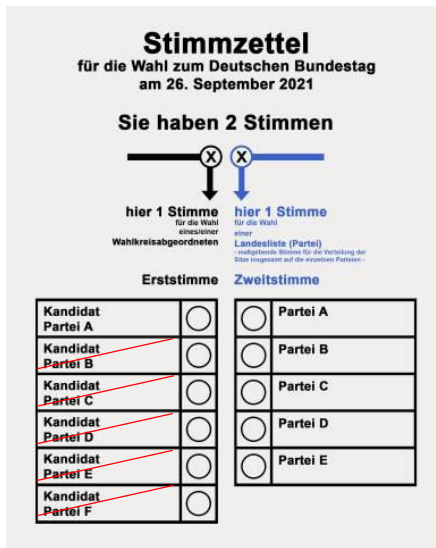 Stimmzettel
für die Wahl zum Deutschen Bundestag
am 26. September 2021
Sie haben 2 Stimmen
X
X
hier 1 Stimme
für die Wahl
eines/einer
Wahlkreisabgeordneten
hier 1 Stimme
für die Wahl
einer
Landesliste (Partei)
- maßgebende Stimme für die Verteilung der
Sitze insgesamt auf die einzelnen Parteien -
Erststimme
Zweitstimme
Kandidat
Partei A
Kandidat
Partei B
Kandidat
Partei C
Kandidat
Partei D
Kandidat
Partei E
Kandidat
Partei F
Partei A
Partei B
Partei C
Partei D
Partei E